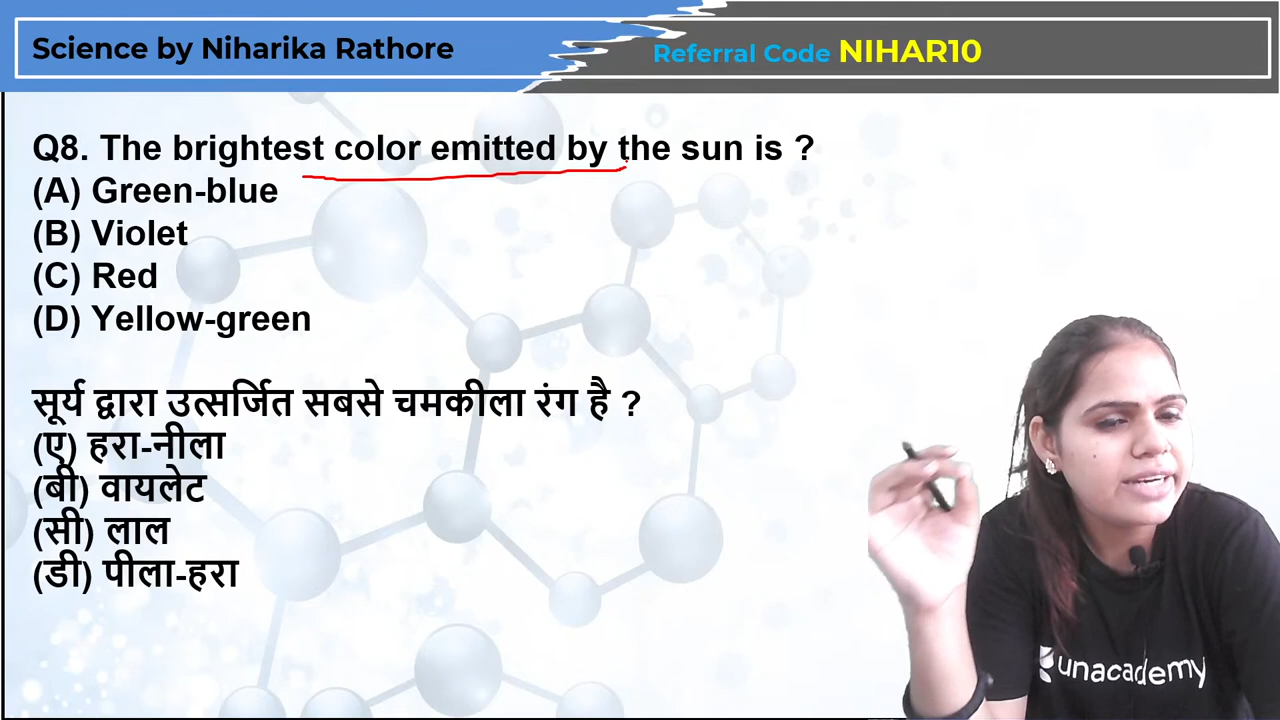 Science by Niharika Rathore
Referral Code NIHAR10
Q8. The brightest color emitted by the sun is ?
(A) Green-blue
(B) Violet
(C) Red
(D) Yellow-green
सूर्य द्वारा उत्सर्जित सबसे चमकीला रंग है ?
(ए) हरा-नीला
(बी) वायलेट
(सी) लाल
(डी) पीला-हरा
unacademy